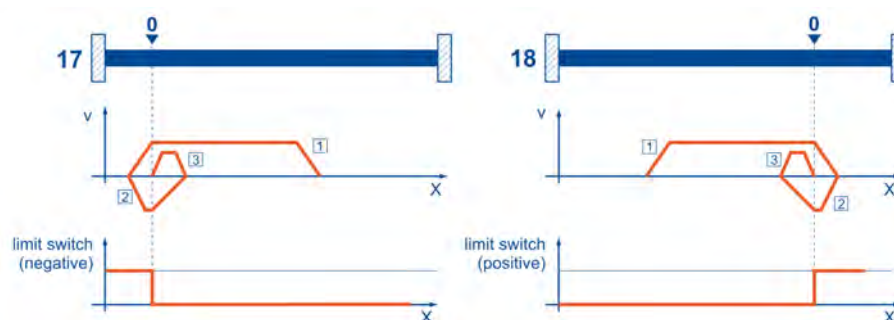 0
17
v
1
3
2
X
limit switch
(negative)
X
0
18
v
1
3
2
X
limit switch
(positive)
X